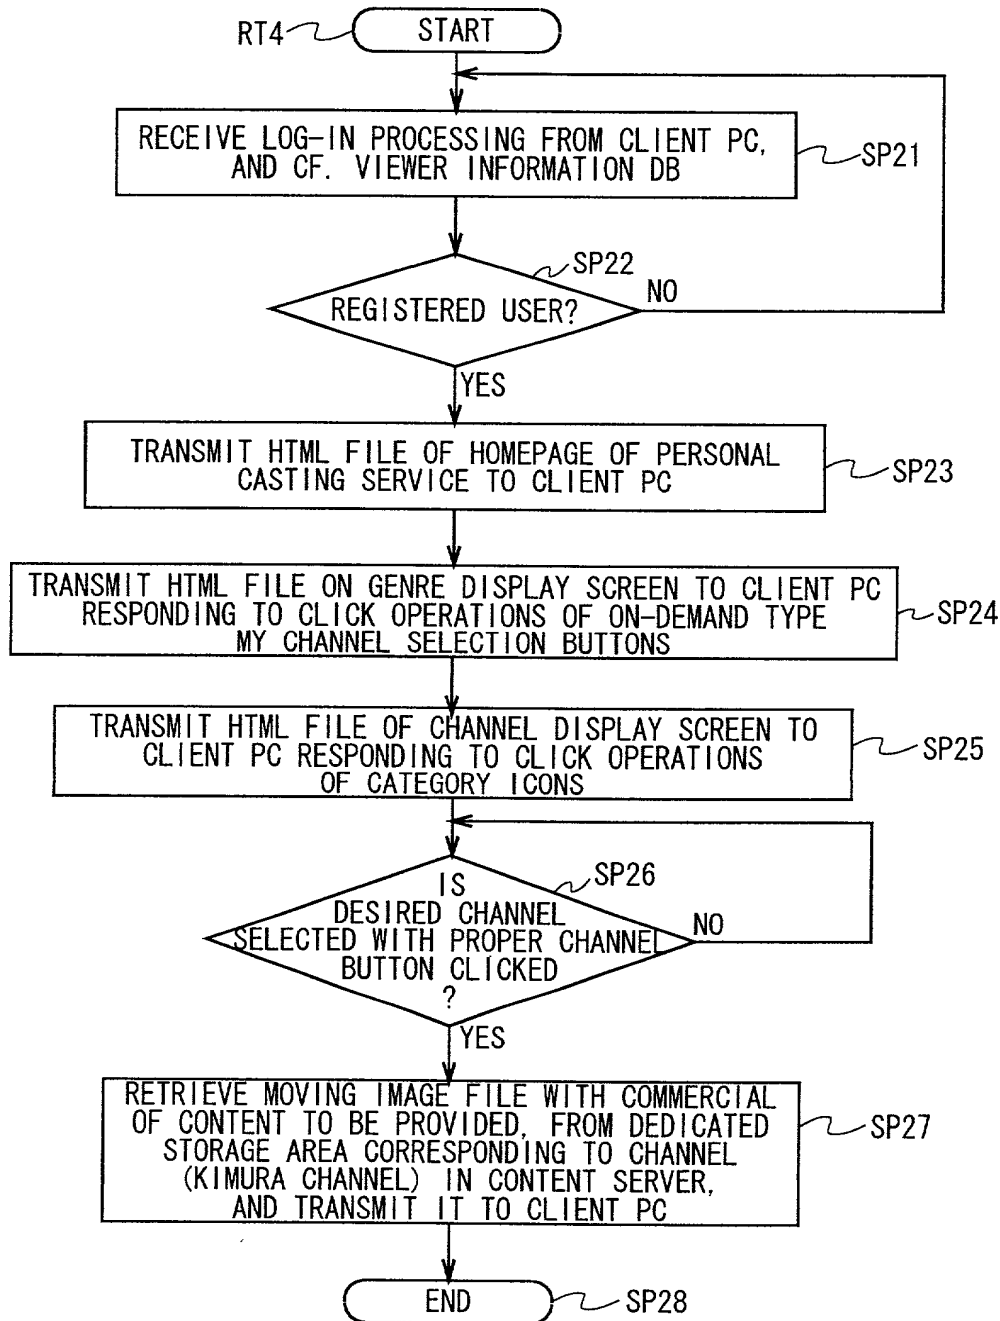 RT4
START
RECEIVE LOG-IN PROCESSING FROM CLIENT PC,
AND CF. VIEWER INFORMATION DB
SP21
SP22
REGISTERED USER?
NO
YES
TRANSMIT HTML FILE OF HOMEPAGE OF PERSONAL
CASTING SERVICE TO CLIENT PC
SP23
TRANSMIT HTML FILE ON GENRE DISPLAY SCREEN TO CLIENT PC
RESPONDING TO CLICK OPERATIONS OF ON-DEMAND TYPE
MY CHANNEL SELECTION BUTTONS
SP24
TRANSMIT HTML FILE OF CHANNEL DISPLAY SCREEN TO
CLIENT PC RESPONDING TO CLICK OPERATIONS
OF CATEGORY ICONS
SP25
SP26
IS
DESIRED CHANNEL
SELECTED WITH PROPER CHANNEL
BUTTON CLICKED
?
NO
YES
RETRIEVE MOVING IMAGE FILE WITH COMMERCIAL
OF CONTENT TO BE PROVIDED, FROM DEDICATED
STORAGE AREA CORRESPONDING TO CHANNEL
(KIMURA CHANNEL) IN CONTENT SERVER,
AND TRANSMIT IT TO CLIENT PC
SP27
END
SP28